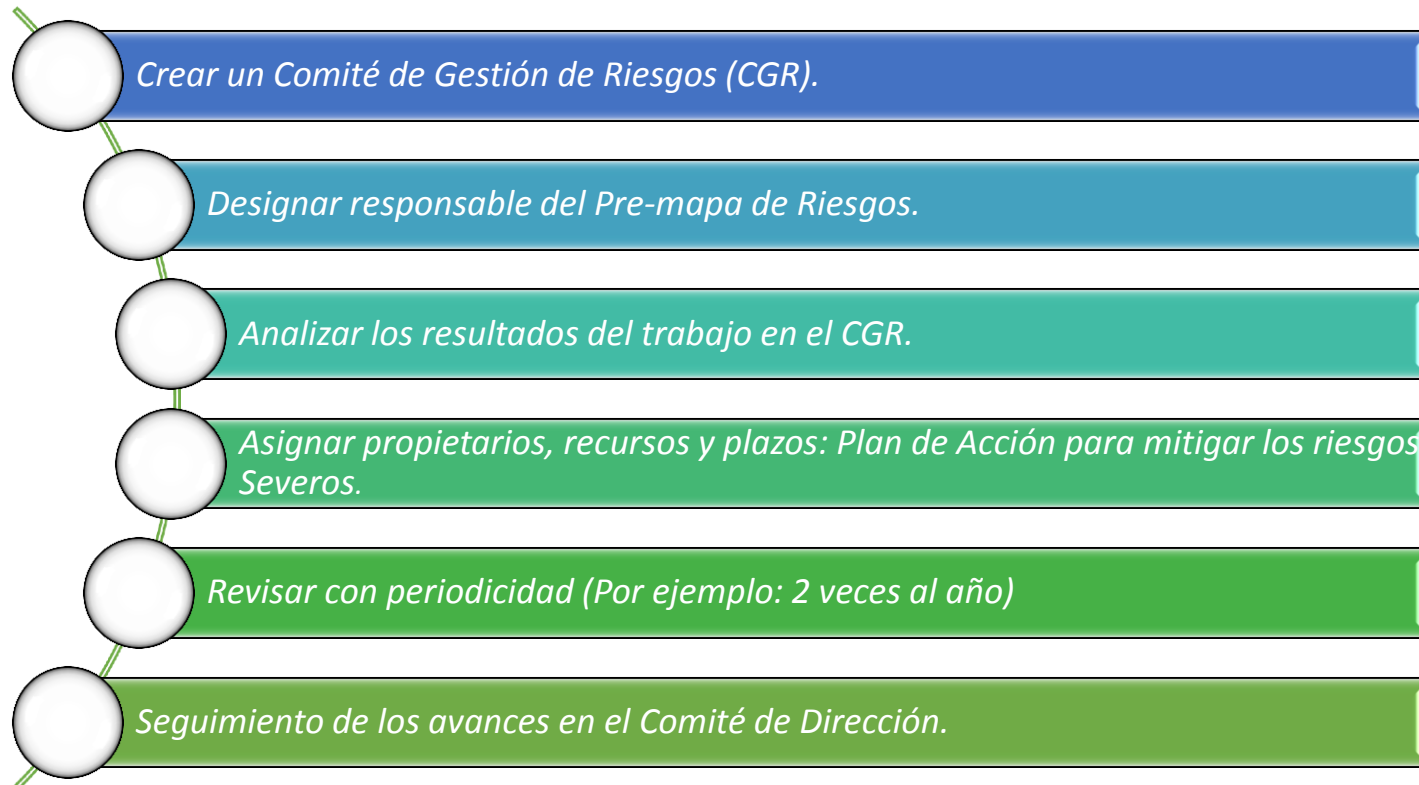 Crear un Comité de Gestión de Riesgos (CGR).
Designar responsable del Pre-mapa de Riesgos.
Analizar los resultados del trabajo en el CGR.
Asignar propietarios, recursos y plazos: Plan de Acción para mitigar los riesgos
Severos.
Revisar con periodicidad (Por ejemplo: 2 veces al año)
Seguimiento de los avances en el Comité de Dirección.